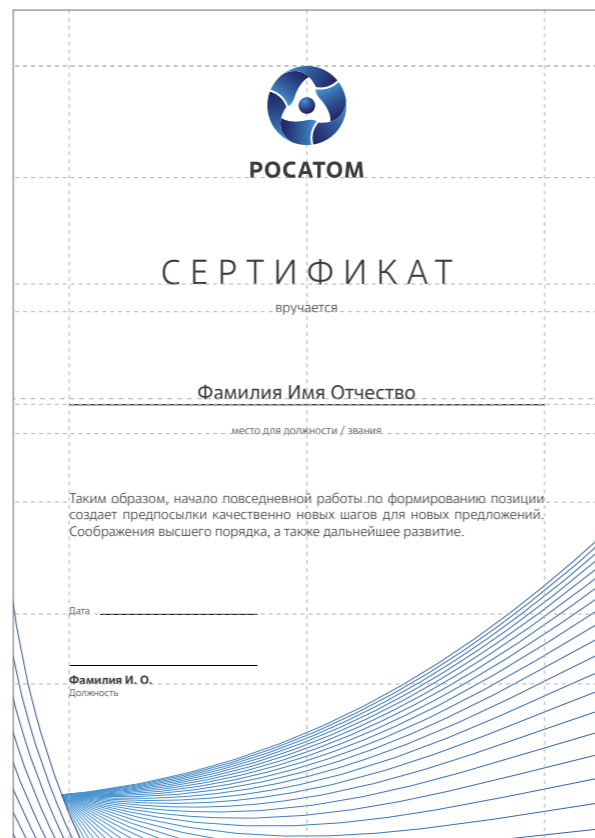 РОСАТОМ
СЕРТИФИКАТ
вручается
Фамилия Имя Отчество
место для должности / звания
Таким образом, начало повседневной работы по формированию позиции
создает предпосылки качественно новых шагов для новых предложений.
Соображения высшего порядка, а также дальнейшее развитие.
Дата
Фамилия И. О.
Должность